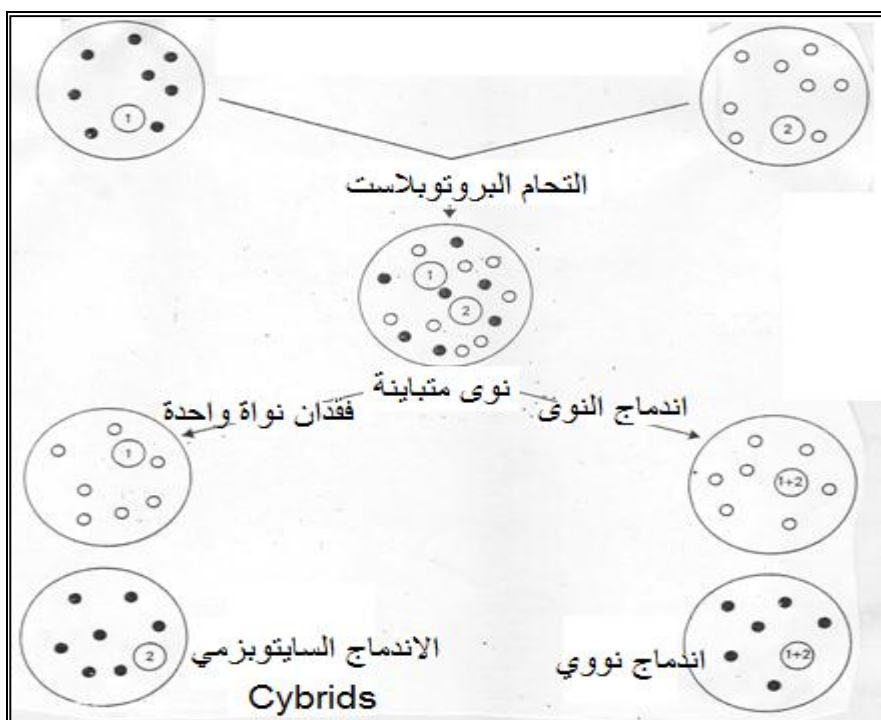 1
2
التحام البروتوبلاست
1
2
نوى متباينة
فقدان نواة واحدة
اندماج النوى
1
1+2
الاندماج السايتوبزمي
Cybrids
2
اندماج نووي
1+2